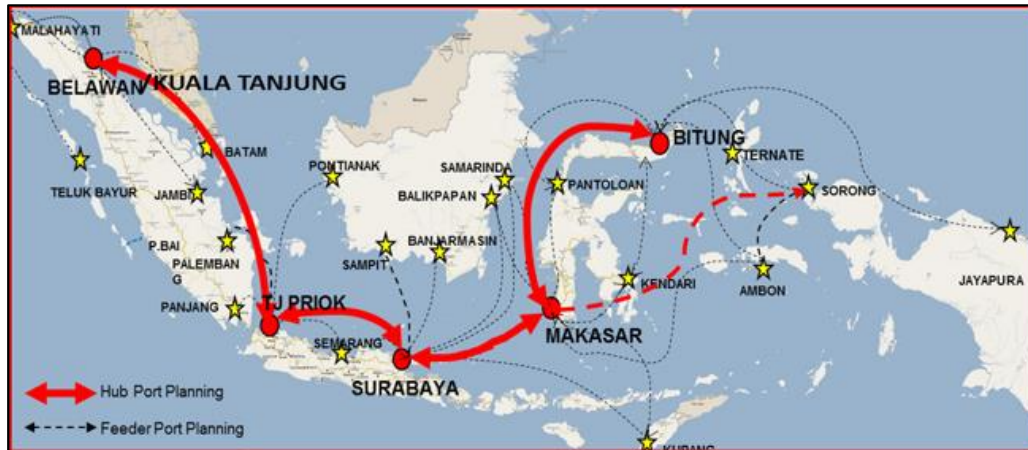 MALAHAYATI
BELAWAN/KUALA TANJUNG
BATAM
PONTIANAK
SAMARINDA
BITUNG
TERNATE
TELUK BAYUR
JAMBI
BALIKPAPAN
PANTOLOAN
SORONG
P.BAI
G
PALEMBAN
SAMPIT
BANJARMASIN
KENDARI
AMBON
JAYAPURA
PANJANG
TJ PRIOK
SEMARANG
MAKASAR
SURABAYA
Hub Port Planning
Feeder Port Planning
KUPANG